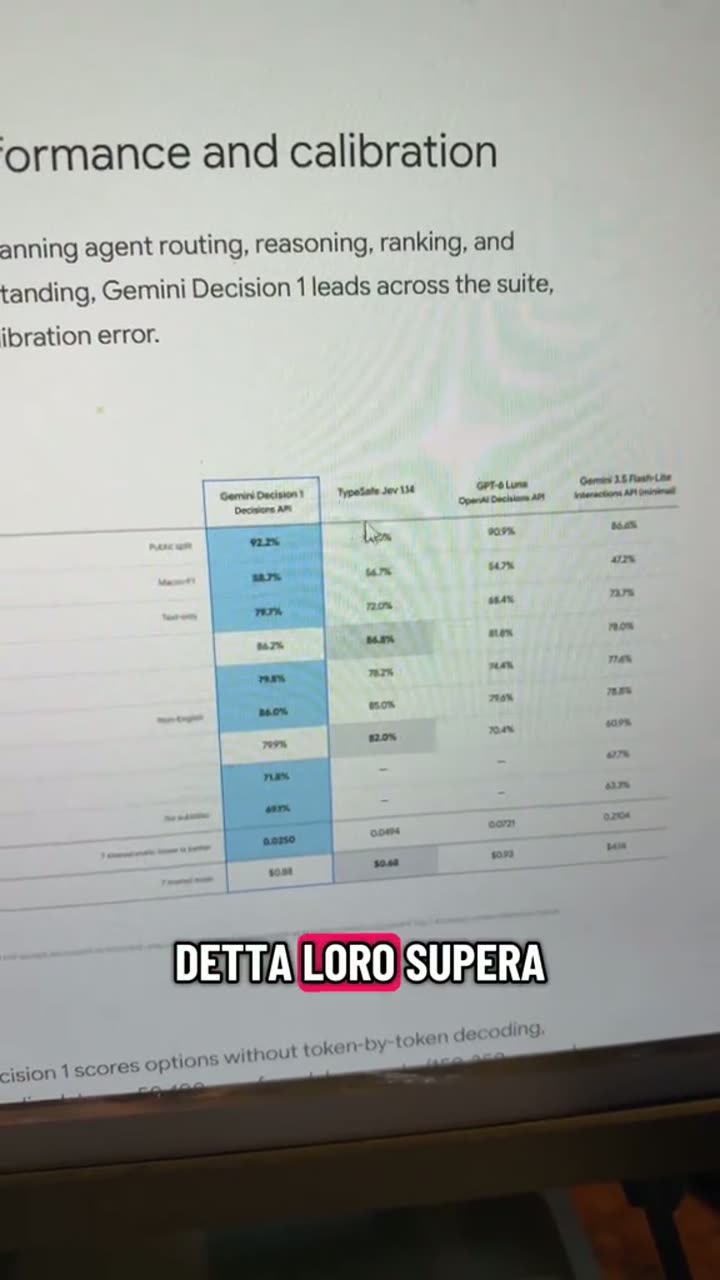 formance and calibration
anning agent routing, reasoning, ranking, and
tanding, Gemini Decision 1 leads across the suite,
ibration error.
Gemini Decision 1 TypeSafe Jev 1.14 GPT-6 Luna Gemini 3.5 Flash-Lite
Decisions API OpenAI Decisions API Interactions API (minimal)
Public split 92.2% 90.9% 86.6%
Macro-F1 58.7% 56.7% 54.7% 47.2%
Text-only 79.7% 72.0% 68.4% 73.7%
86.2% 86.8% 81.8% 78.0%
79.8% 78.2% 74.4% 77.6%
Non-English 86.0% 85.0% 79.6% 78.8%
79.9% 82.0% 70.4% 60.9%
71.8% – – 67.7%
– – 63.3%
0.0250 0.0494 0.0721 0.2104
$0.88 $0.68 $0.93
DETTA LORO SUPERA
cision 1 scores options without token-by-token decoding,